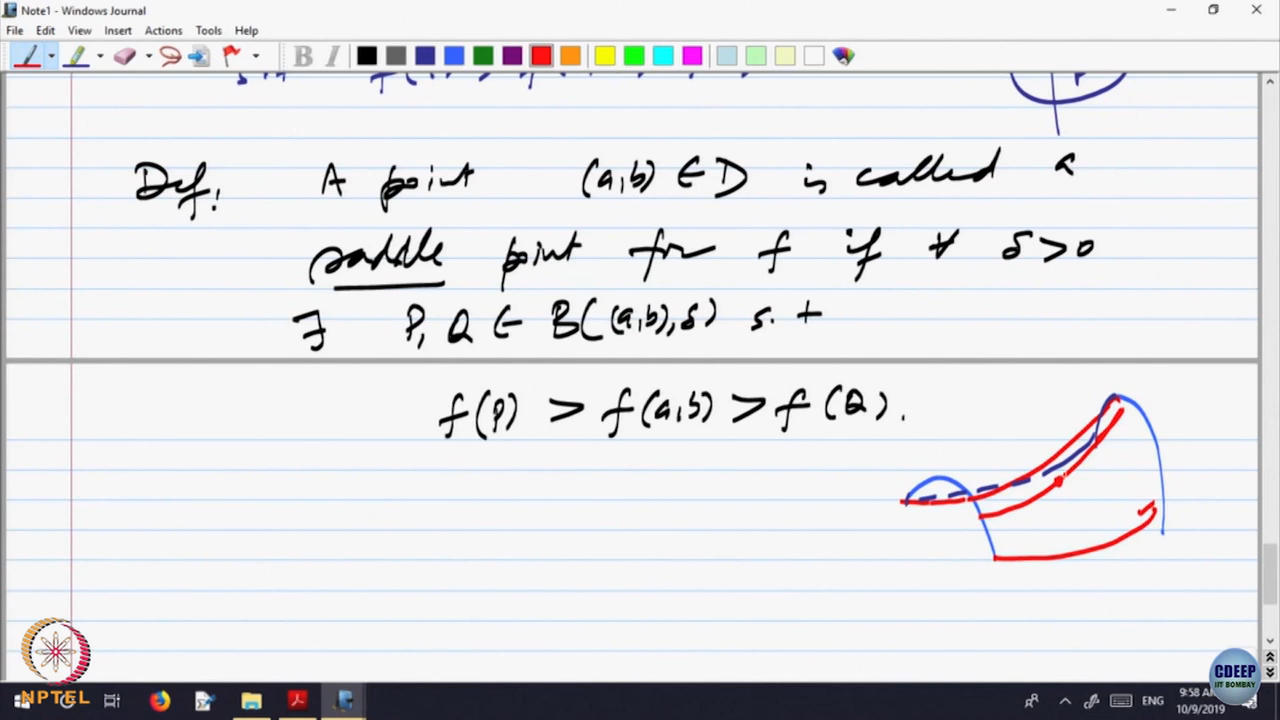 Note1 - Windows Journal
File Edit View Insert Actions Tools Help
B I
Def: A point (a,b) ∈ D is called a
saddle point for f if ∀ δ>0
∃ P, Q ∈ B((a,b),δ) s.t
f(P) > f(a,b) > f(Q).
NPTEL
CDEEP
IIT BOMBAY
ENG
9:58 AM
10/9/2019